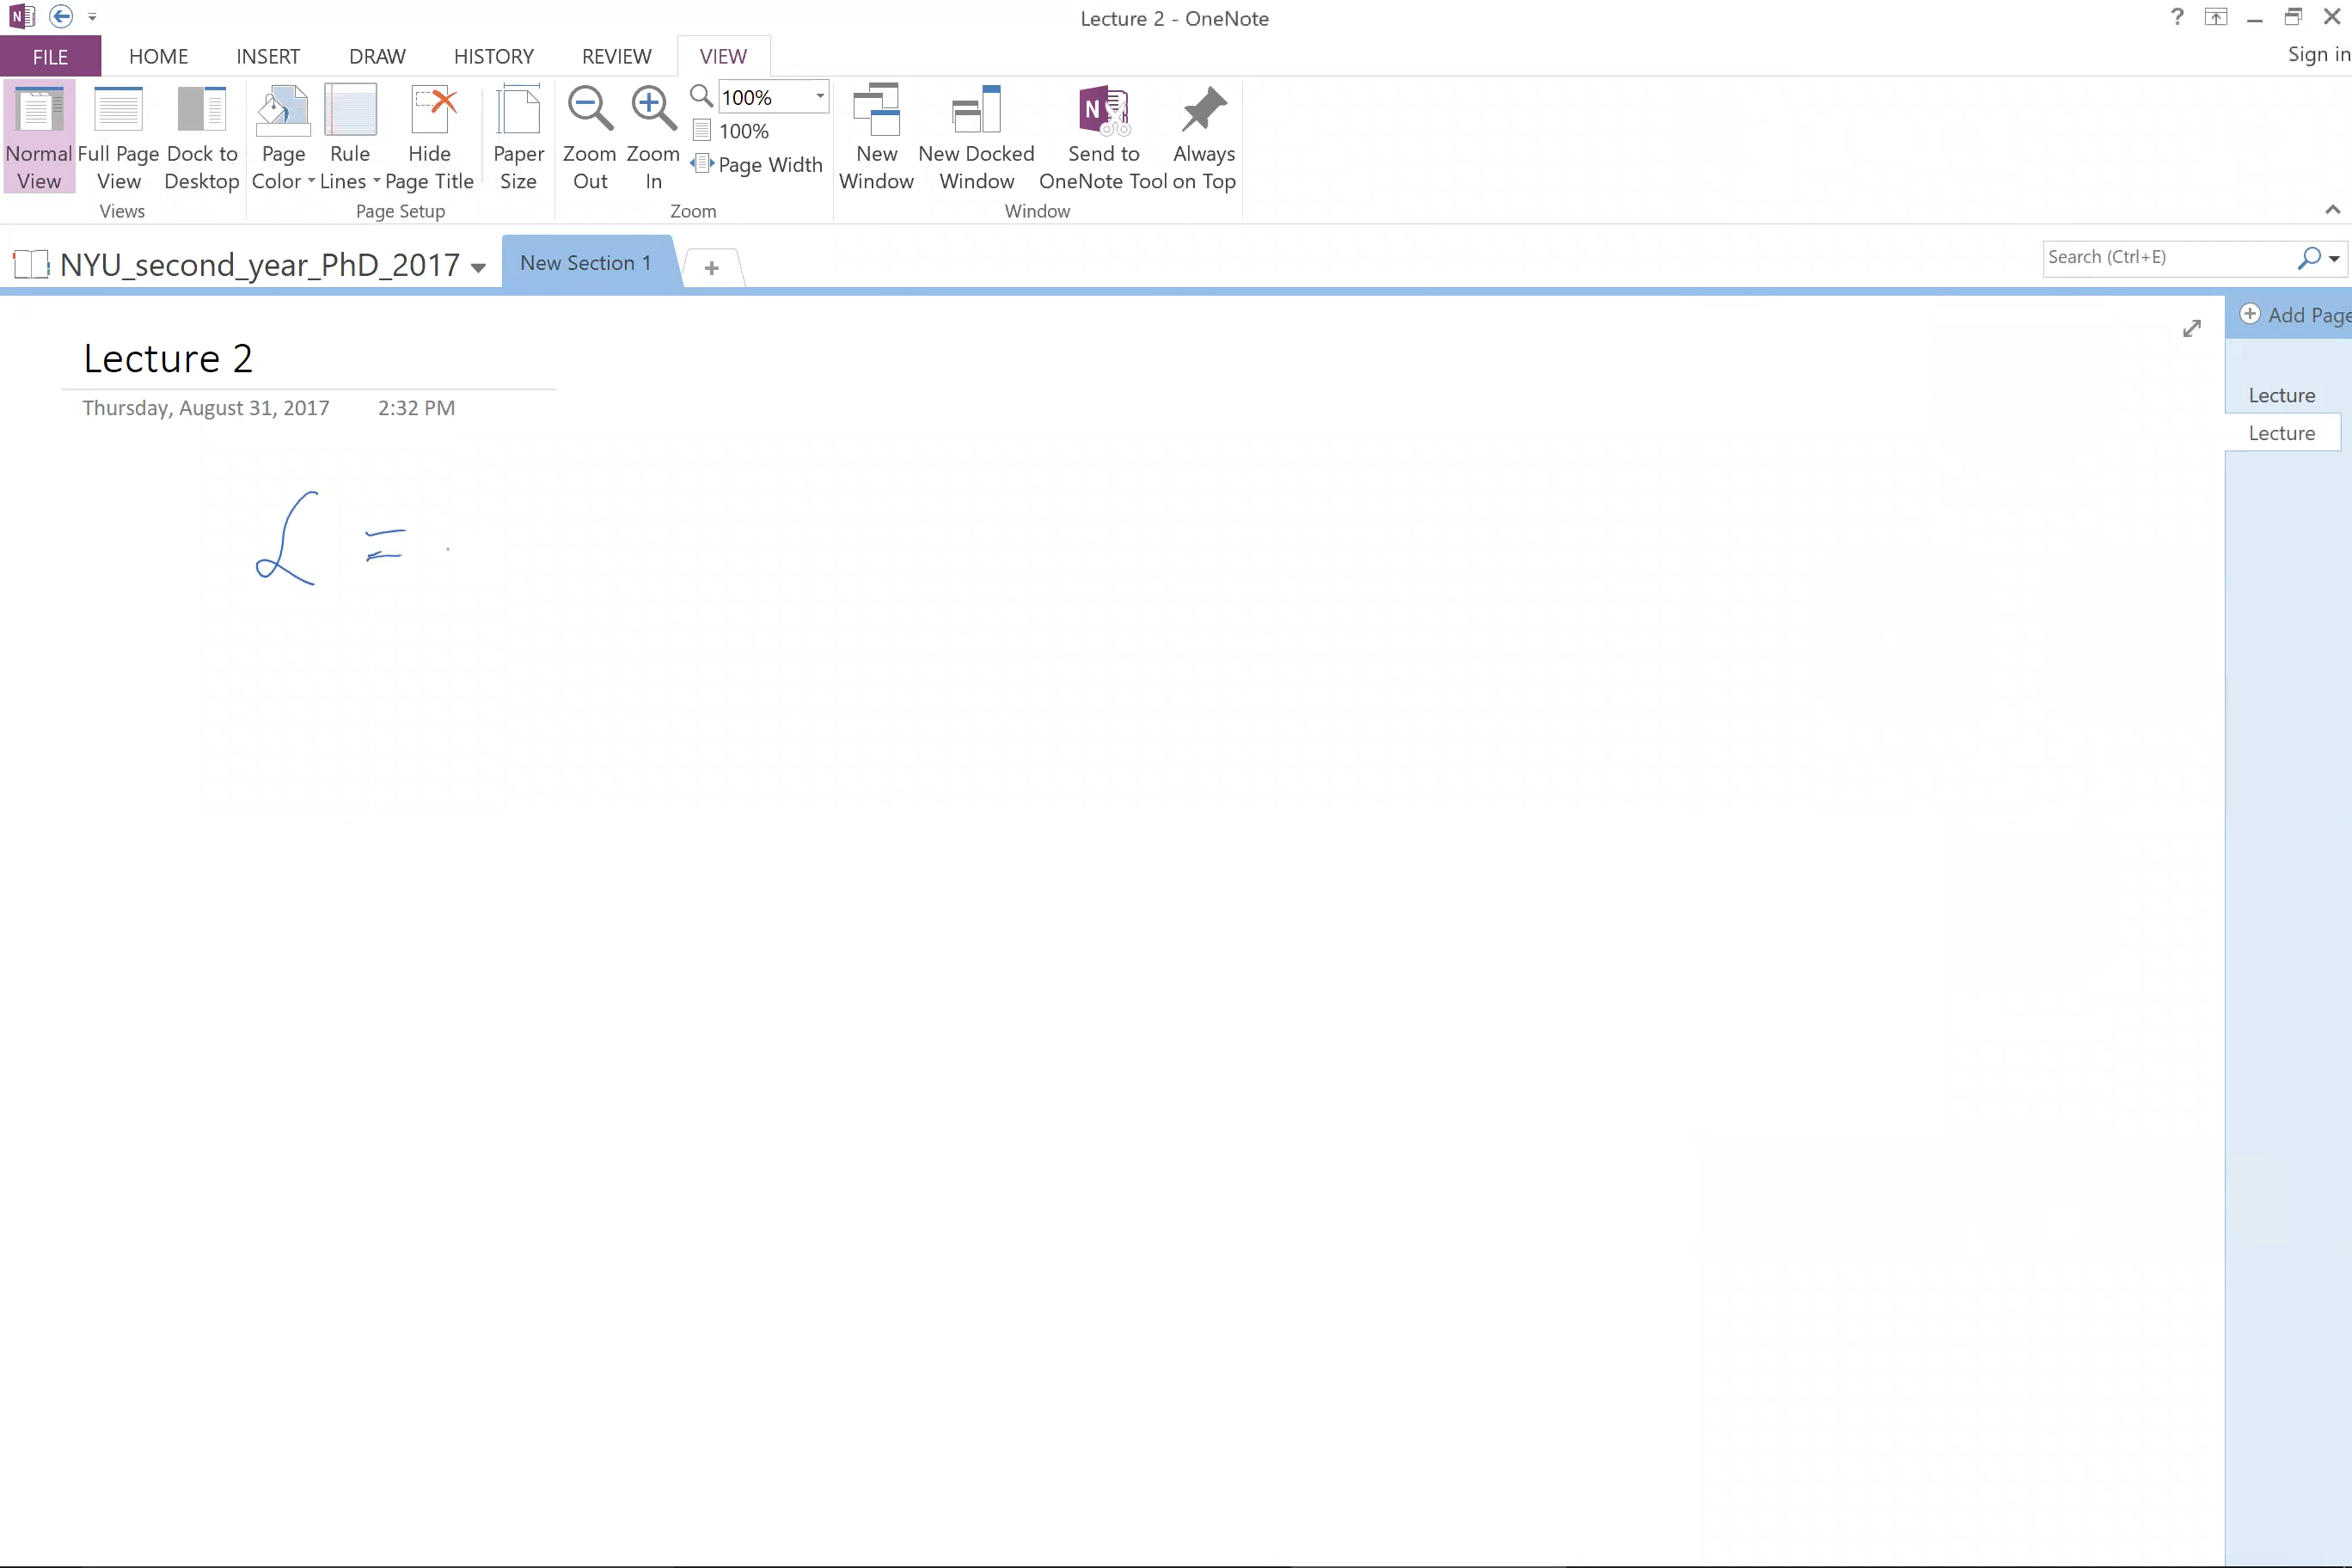 Lecture 2 - OneNote
Sign in
FILE HOME INSERT DRAW HISTORY REVIEW VIEW
Normal View
Full Page View
Dock to Desktop
Views
Page Color
Rule Lines
Hide Page Title
Paper Size
Page Setup
Zoom Out
Zoom In
100%
100%
Page Width
Zoom
New Window
New Docked Window
Send to OneNote Tool
Always on Top
Window
NYU_second_year_PhD_2017 New Section 1
Search (Ctrl+E)
Add Page
Lecture
Lecture
Lecture 2
Thursday, August 31, 2017 2:32 PM
ℒ =